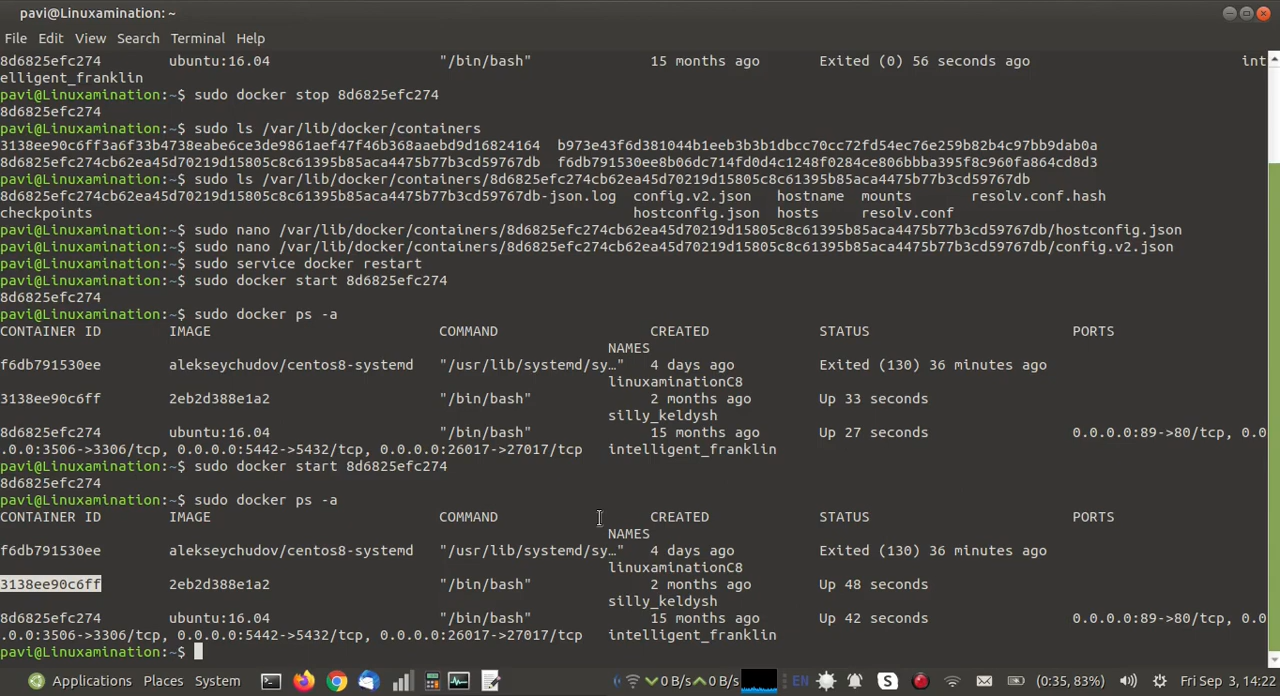 pavi@Linuxamination: ~
File Edit View Search Terminal Help
8d6825efc274 ubuntu:16.04 "/bin/bash" 15 months ago Exited (0) 56 seconds ago int
elligent_franklin
pavi@Linuxamination:~$ sudo docker stop 8d6825efc274
8d6825efc274
pavi@Linuxamination:~$ sudo ls /var/lib/docker/containers
3138ee90c6ff3a6f33b4738eabe6ce3de9861aef47f46b368aaebd9d16824164 b973e43f6d381044b1eeb3b3b1dbcc70cc72fd54ec76e259b82b4c97bb9dab0a
8d6825efc274cb62ea45d70219d15805c8c61395b85aca4475b77b3cd59767db f6db791530ee8b06dc714fd0d4c1248f0284ce806bbba395f8c960fa864cd8d3
pavi@Linuxamination:~$ sudo ls /var/lib/docker/containers/8d6825efc274cb62ea45d70219d15805c8c61395b85aca4475b77b3cd59767db
8d6825efc274cb62ea45d70219d15805c8c61395b85aca4475b77b3cd59767db-json.log config.v2.json hostname mounts resolv.conf.hash
checkpoints hostconfig.json hosts resolv.conf
pavi@Linuxamination:~$ sudo nano /var/lib/docker/containers/8d6825efc274cb62ea45d70219d15805c8c61395b85aca4475b77b3cd59767db/hostconfig.json
pavi@Linuxamination:~$ sudo nano /var/lib/docker/containers/8d6825efc274cb62ea45d70219d15805c8c61395b85aca4475b77b3cd59767db/config.v2.json
pavi@Linuxamination:~$ sudo service docker restart
pavi@Linuxamination:~$ sudo docker start 8d6825efc274
8d6825efc274
pavi@Linuxamination:~$ sudo docker ps -a
CONTAINER ID IMAGE COMMAND CREATED STATUS PORTS
NAMES
f6db791530ee alekseychudov/centos8-systemd "/usr/lib/systemd/sy…" 4 days ago Exited (130) 36 minutes ago
linuxaminationC8
3138ee90c6ff 2eb2d388e1a2 "/bin/bash" 2 months ago Up 33 seconds
silly_keldysh
8d6825efc274 ubuntu:16.04 "/bin/bash" 15 months ago Up 27 seconds 0.0.0.0:89->80/tcp, 0.0
.0.0:3506->3306/tcp, 0.0.0.0:5442->5432/tcp, 0.0.0.0:26017->27017/tcp intelligent_franklin
pavi@Linuxamination:~$ sudo docker start 8d6825efc274
8d6825efc274
pavi@Linuxamination:~$ sudo docker ps -a
CONTAINER ID IMAGE COMMAND CREATED STATUS PORTS
NAMES
f6db791530ee alekseychudov/centos8-systemd "/usr/lib/systemd/sy…" 4 days ago Exited (130) 36 minutes ago
linuxaminationC8
3138ee90c6ff 2eb2d388e1a2 "/bin/bash" 2 months ago Up 48 seconds
silly_keldysh
8d6825efc274 ubuntu:16.04 "/bin/bash" 15 months ago Up 42 seconds 0.0.0.0:89->80/tcp, 0.0
.0.0:3506->3306/tcp, 0.0.0.0:5442->5432/tcp, 0.0.0.0:26017->27017/tcp intelligent_franklin
pavi@Linuxamination:~$
Applications Places System 0 B/s 0 B/s EN (0:35, 83%) Fri Sep 3, 14:22